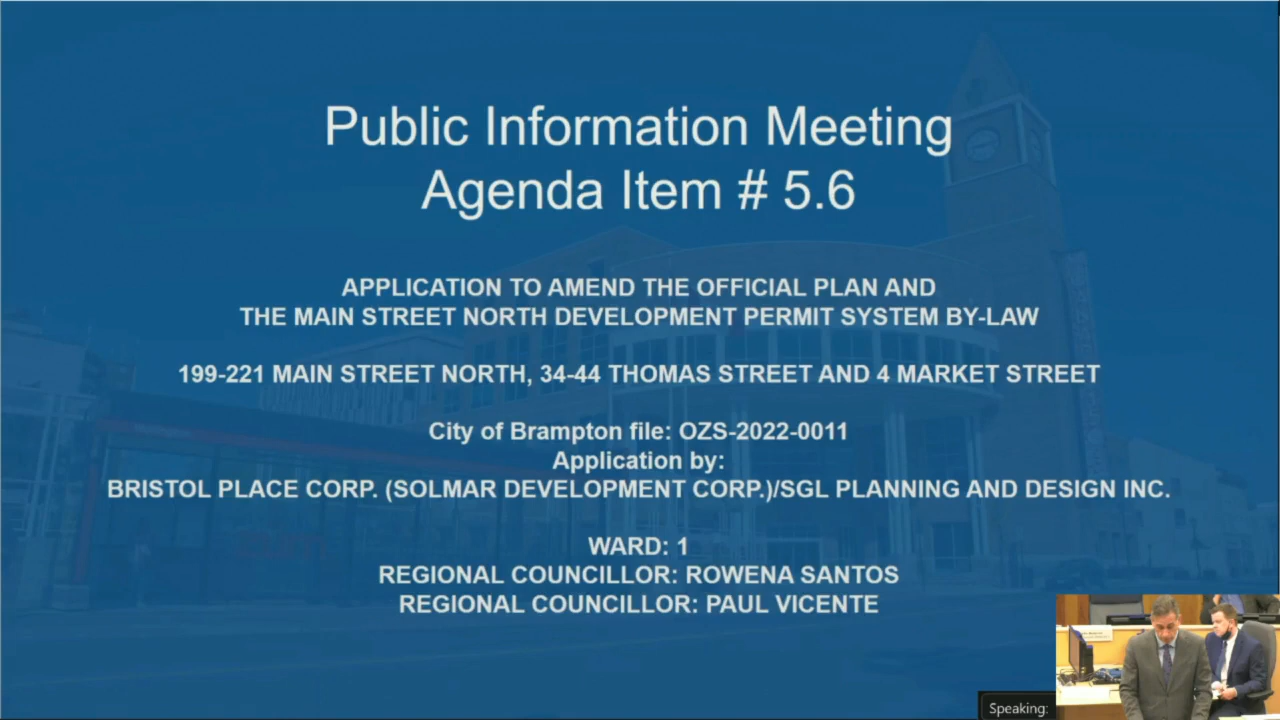 Public Information Meeting
Agenda Item # 5.6
APPLICATION TO AMEND THE OFFICIAL PLAN AND
THE MAIN STREET NORTH DEVELOPMENT PERMIT SYSTEM BY-LAW
199-221 MAIN STREET NORTH, 34-44 THOMAS STREET AND 4 MARKET STREET
City of Brampton file: OZS-2022-0011
Application by:
BRISTOL PLACE CORP. (SOLMAR DEVELOPMENT CORP.)/SGL PLANNING AND DESIGN INC.
WARD: 1
REGIONAL COUNCILLOR: ROWENA SANTOS
REGIONAL COUNCILLOR: PAUL VICENTE
Speaking: